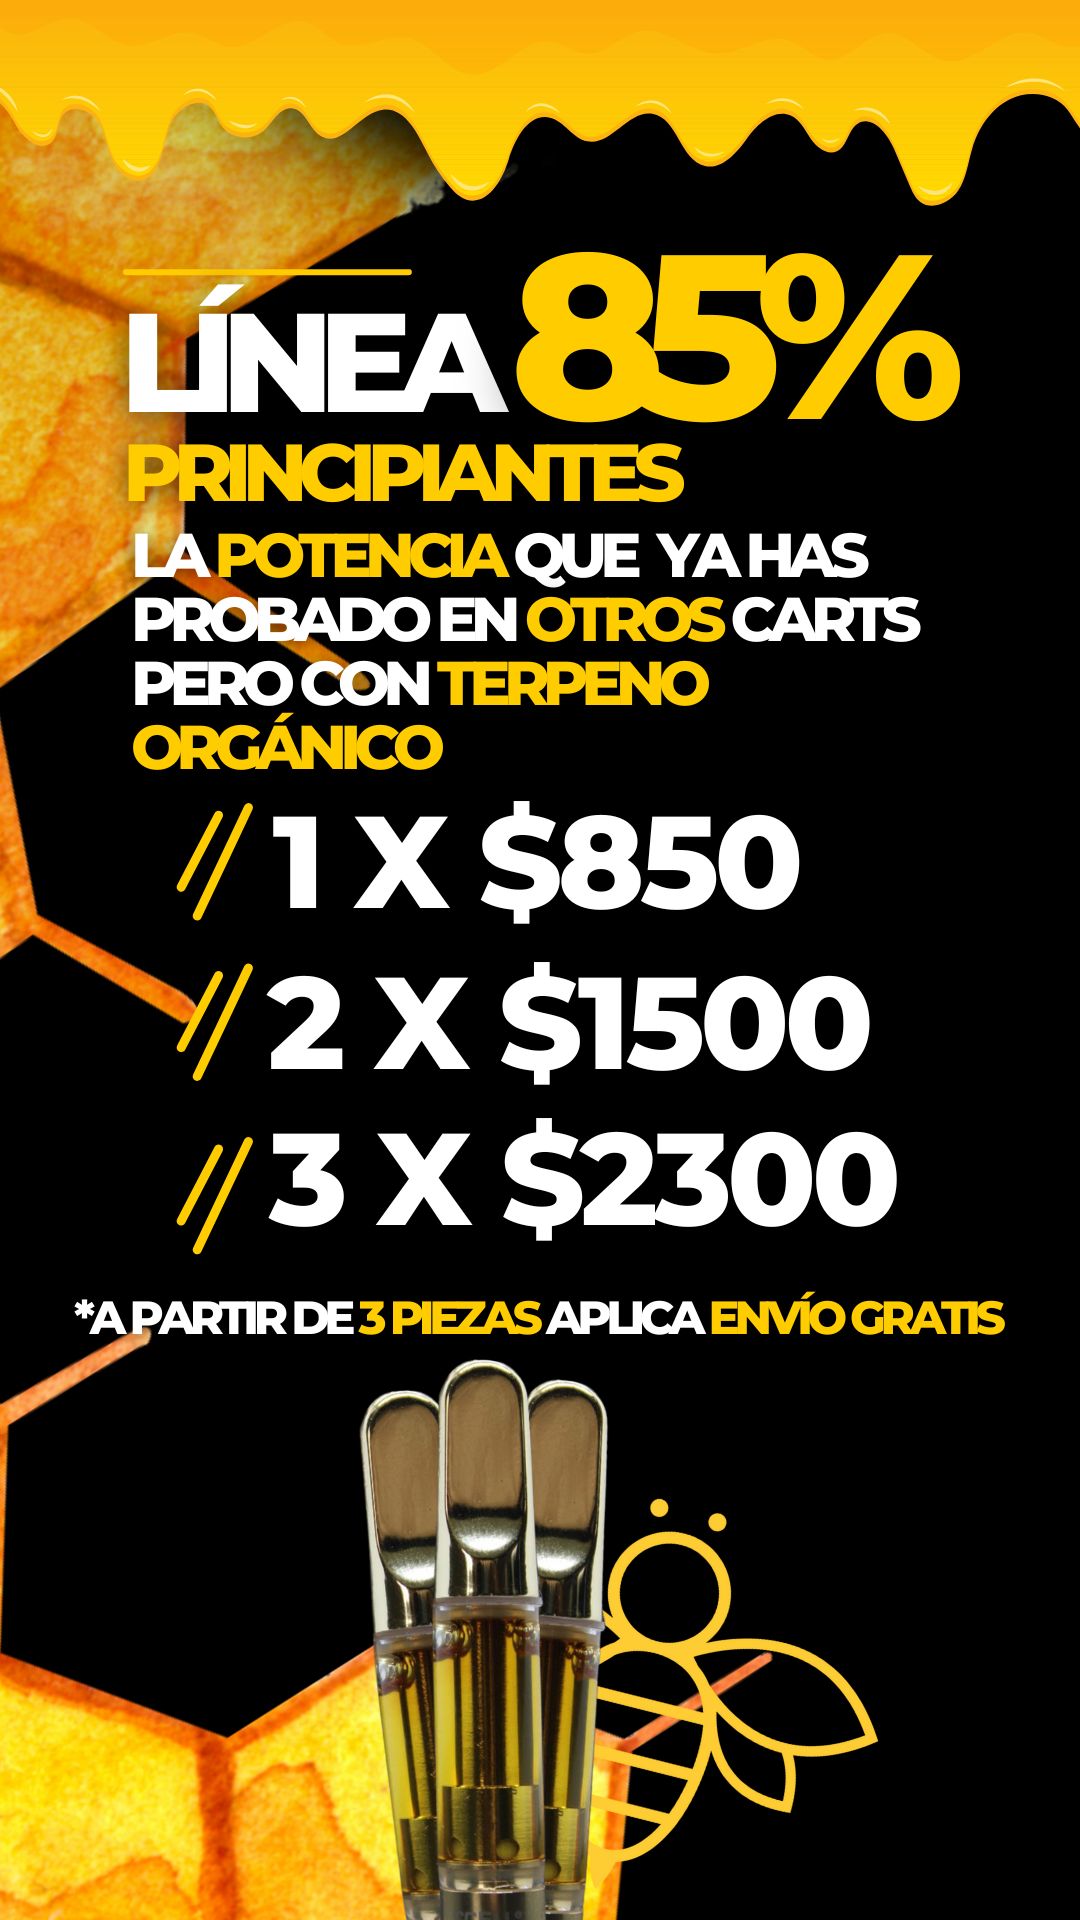 LÍNEA 85%
PRINCIPIANTES
LA POTENCIA QUE YA HAS
PROBADO EN OTROS CARTS
PERO CON TERPENO
ORGÁNICO
// 1 X $850
// 2 X $1500
// 3 X $2300
*A PARTIR DE 3 PIEZAS APLICA ENVÍO GRATIS